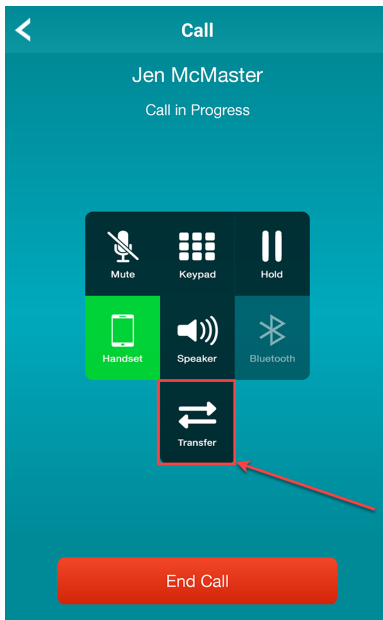 Call
Jen McMaster
Call in Progress
Mute Keypad Hold
Handset Speaker Bluetooth
Transfer
End Call